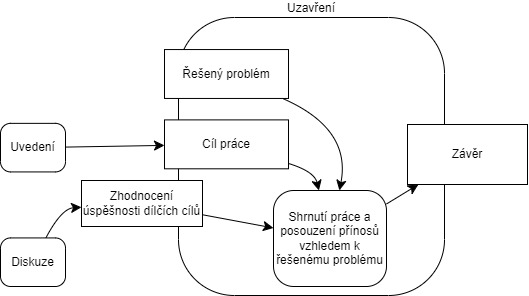 Uzavření
Řešený problém
Uvedení
Cíl práce
Závěr
Zhodnocení
úspěšnosti dílčích cílů
Shrnutí práce a
posouzení přínosů
vzhledem k
řešenému problému
Diskuze